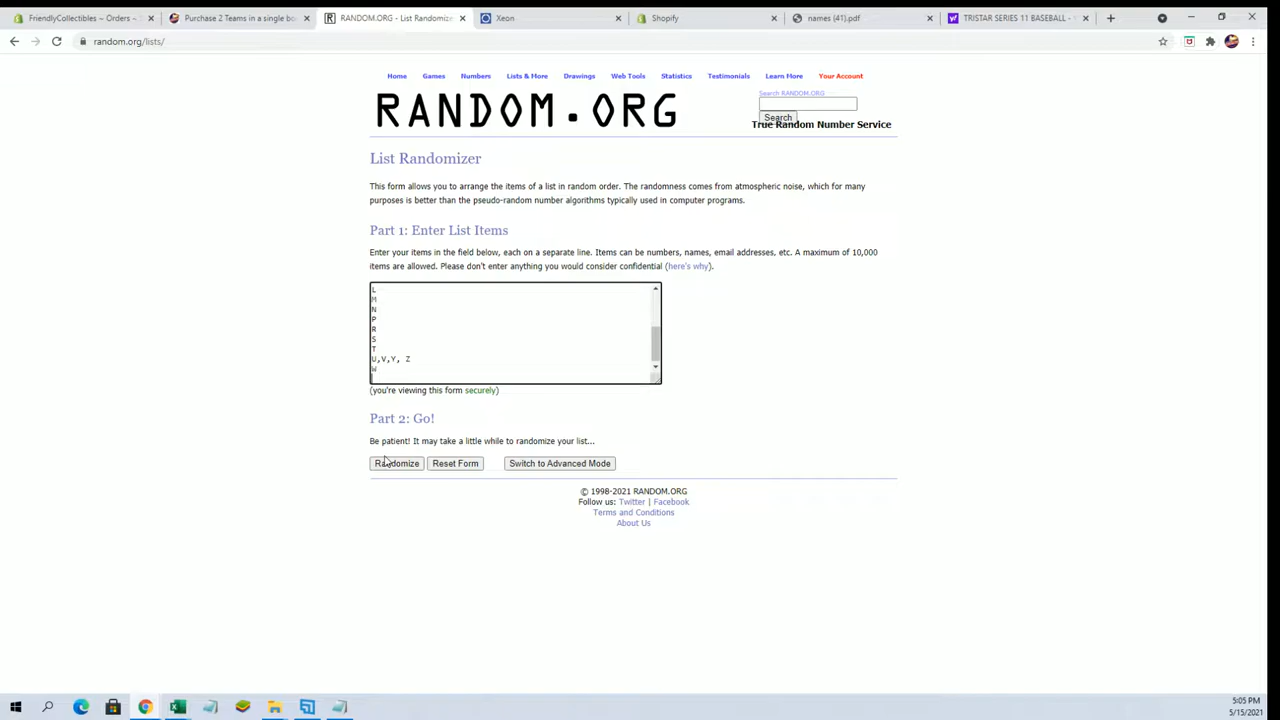 FriendlyCollectibles ~ Orders ~
Purchase 2 Teams in a single bo
RANDOM.ORG - List Randomizer
Xeon
Shopify
names (41).pdf
TRISTAR SERIES 11 BASEBALL -
random.org/lists/
Home Games Numbers Lists & More Drawings Web Tools Statistics Testimonials Learn More Your Account
Search RANDOM.ORG
RANDOM.ORG
Search
True Random Number Service
List Randomizer
This form allows you to arrange the items of a list in random order. The randomness comes from atmospheric noise, which for many
purposes is better than the pseudo-random number algorithms typically used in computer programs.
Part 1: Enter List Items
Enter your items in the field below, each on a separate line. Items can be numbers, names, email addresses, etc. A maximum of 10,000
items are allowed. Please don't enter anything you would consider confidential (here's why).
L
M
N
P
R
S
T
U,V,Y, Z
W
(you're viewing this form securely)
Part 2: Go!
Be patient! It may take a little while to randomize your list...
Randomize Reset Form Switch to Advanced Mode
© 1998-2021 RANDOM.ORG
Follow us: Twitter | Facebook
Terms and Conditions
About Us
5:05 PM
5/15/2021